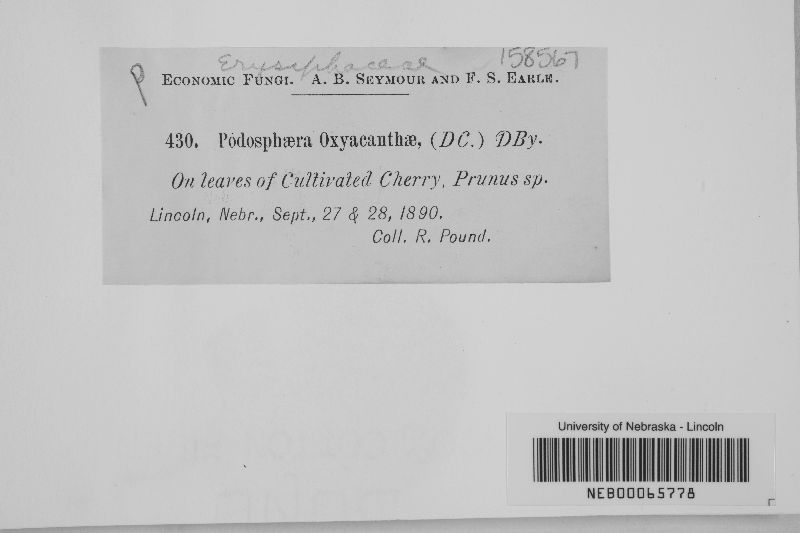 Erysiphaceae 158567
P Economic Fungi. A. B. Seymour and F. S. Earle.
430. Podosphæra Oxyacanthæ, (DC.) DBy.
On leaves of Cultivated Cherry, Prunus sp.
Lincoln, Nebr., Sept., 27 & 28, 1890.
Coll. R. Pound.
University of Nebraska - Lincoln
NEB00065778